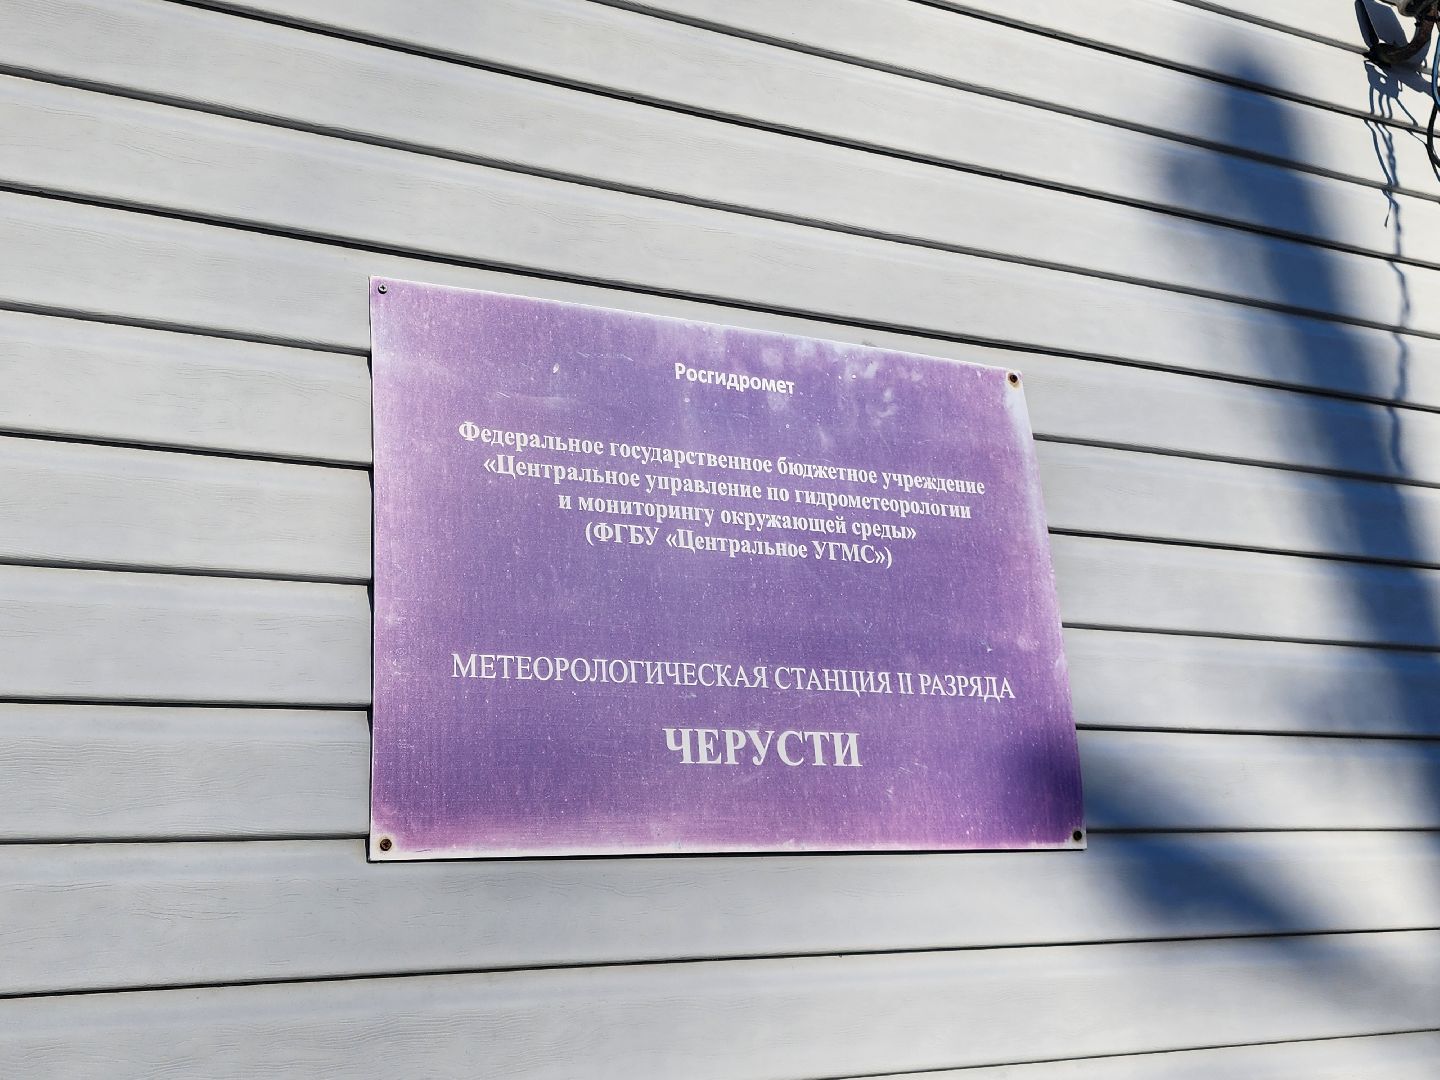 Росгидромет
Федеральное государственное бюджетное учреждение
«Центральное управление по гидрометеорологии
и мониторингу окружающей среды»
(ФГБУ «Центральное УГМС»)
МЕТЕОРОЛОГИЧЕСКАЯ СТАНЦИЯ II РАЗРЯДА
ЧЕРУСТИ